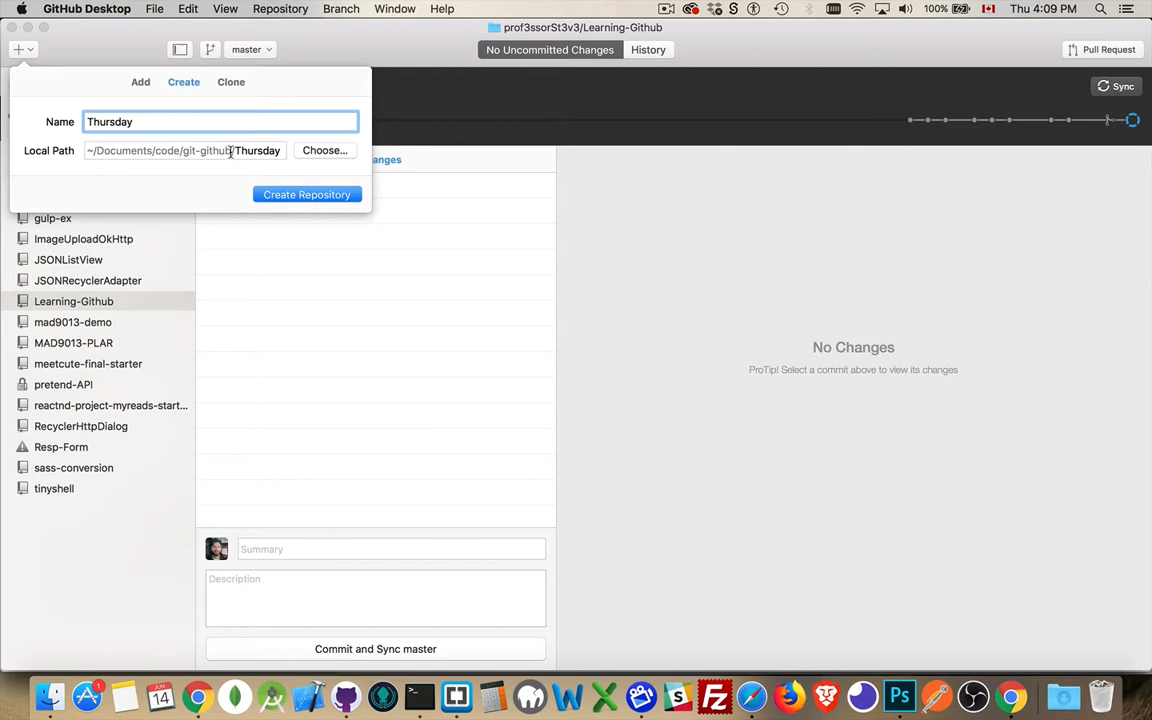 GitHub Desktop File Edit View Repository Branch Window Help 100% Thu 4:09 PM
prof3ssorSt3v3/Learning-Github
master No Uncommitted Changes History Pull Request
Add Create Clone
Sync
Name Thursday
Local Path ~/Documents/code/git-github/Thursday Choose...
anges
Create Repository
gulp-ex
ImageUploadOkHttp
JSONListView
JSONRecyclerAdapter
Learning-Github
mad9013-demo
MAD9013-PLAR
meetcute-final-starter
pretend-API
reactnd-project-myreads-start...
RecyclerHttpDialog
Resp-Form
sass-conversion
tinyshell
No Changes
ProTip! Select a commit above to view its changes
Summary
Description
Commit and Sync master
JUN
14
1